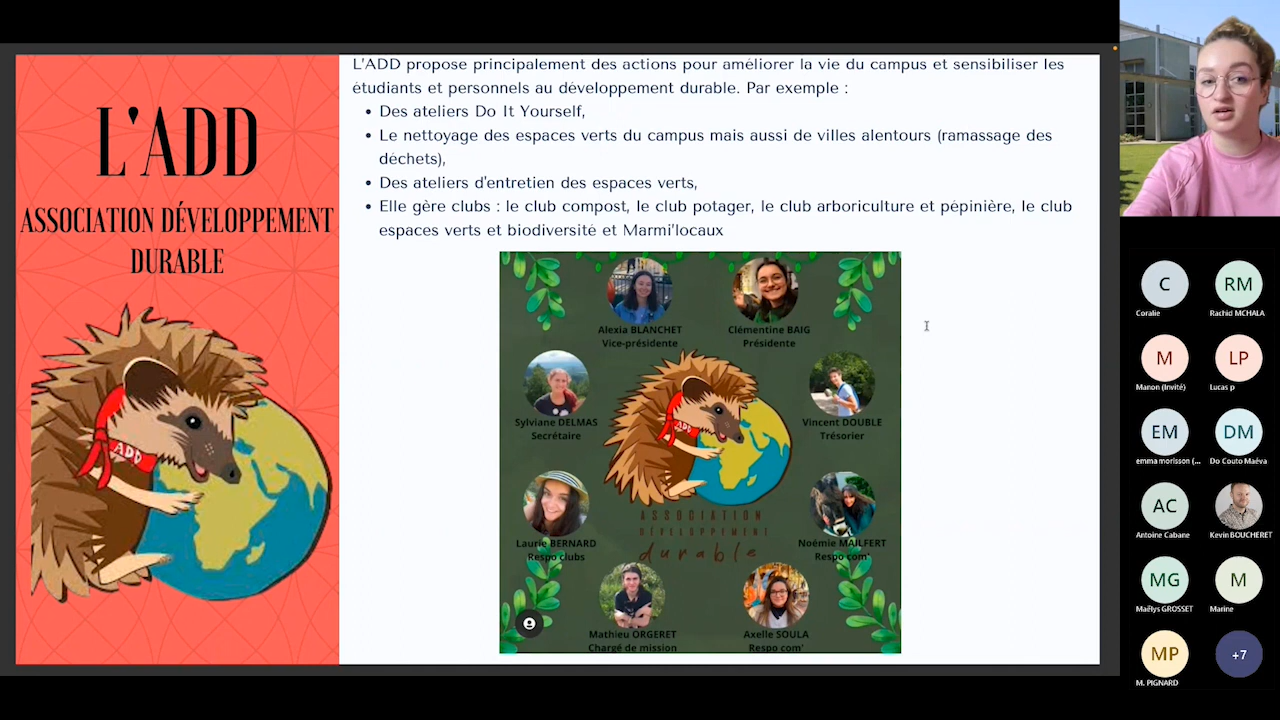 L'ADD
ASSOCIATION DÉVELOPPEMENT
DURABLE
ADD
L'ADD propose principalement des actions pour améliorer la vie du campus et sensibiliser les
étudiants et personnels au développement durable. Par exemple :
• Des ateliers Do It Yourself,
• Le nettoyage des espaces verts du campus mais aussi de villes alentours (ramassage des
déchets),
• Des ateliers d'entretien des espaces verts,
• Elle gère clubs : le club compost, le club potager, le club arboriculture et pépinière, le club
espaces verts et biodiversité et Marmi'locaux
Alexia BLANCHET
Vice-présidente
Clémentine BAIG
Présidente
Sylviane DELMAS
Secrétaire
Vincent DOUBLE
Trésorier
ADD
Laurie BERNARD
Respo clubs
Noémie MAILFERT
Respo com'
ASSOCIATION
DÉVELOPPEMENT
durable
Mathieu ORGERET
Chargé de mission
Axelle SOULA
Respo com'
C
Coralie
RM
Rachid MCHALA
M
Manon (Invité)
LP
Lucas p
EM
emma morisson (...
DM
Do Couto Maéva
AC
Antoine Cabane
Kevin BOUCHERET
MG
Maëlys GROSSET
M
Marine
MP
M. PIGNARD
+7